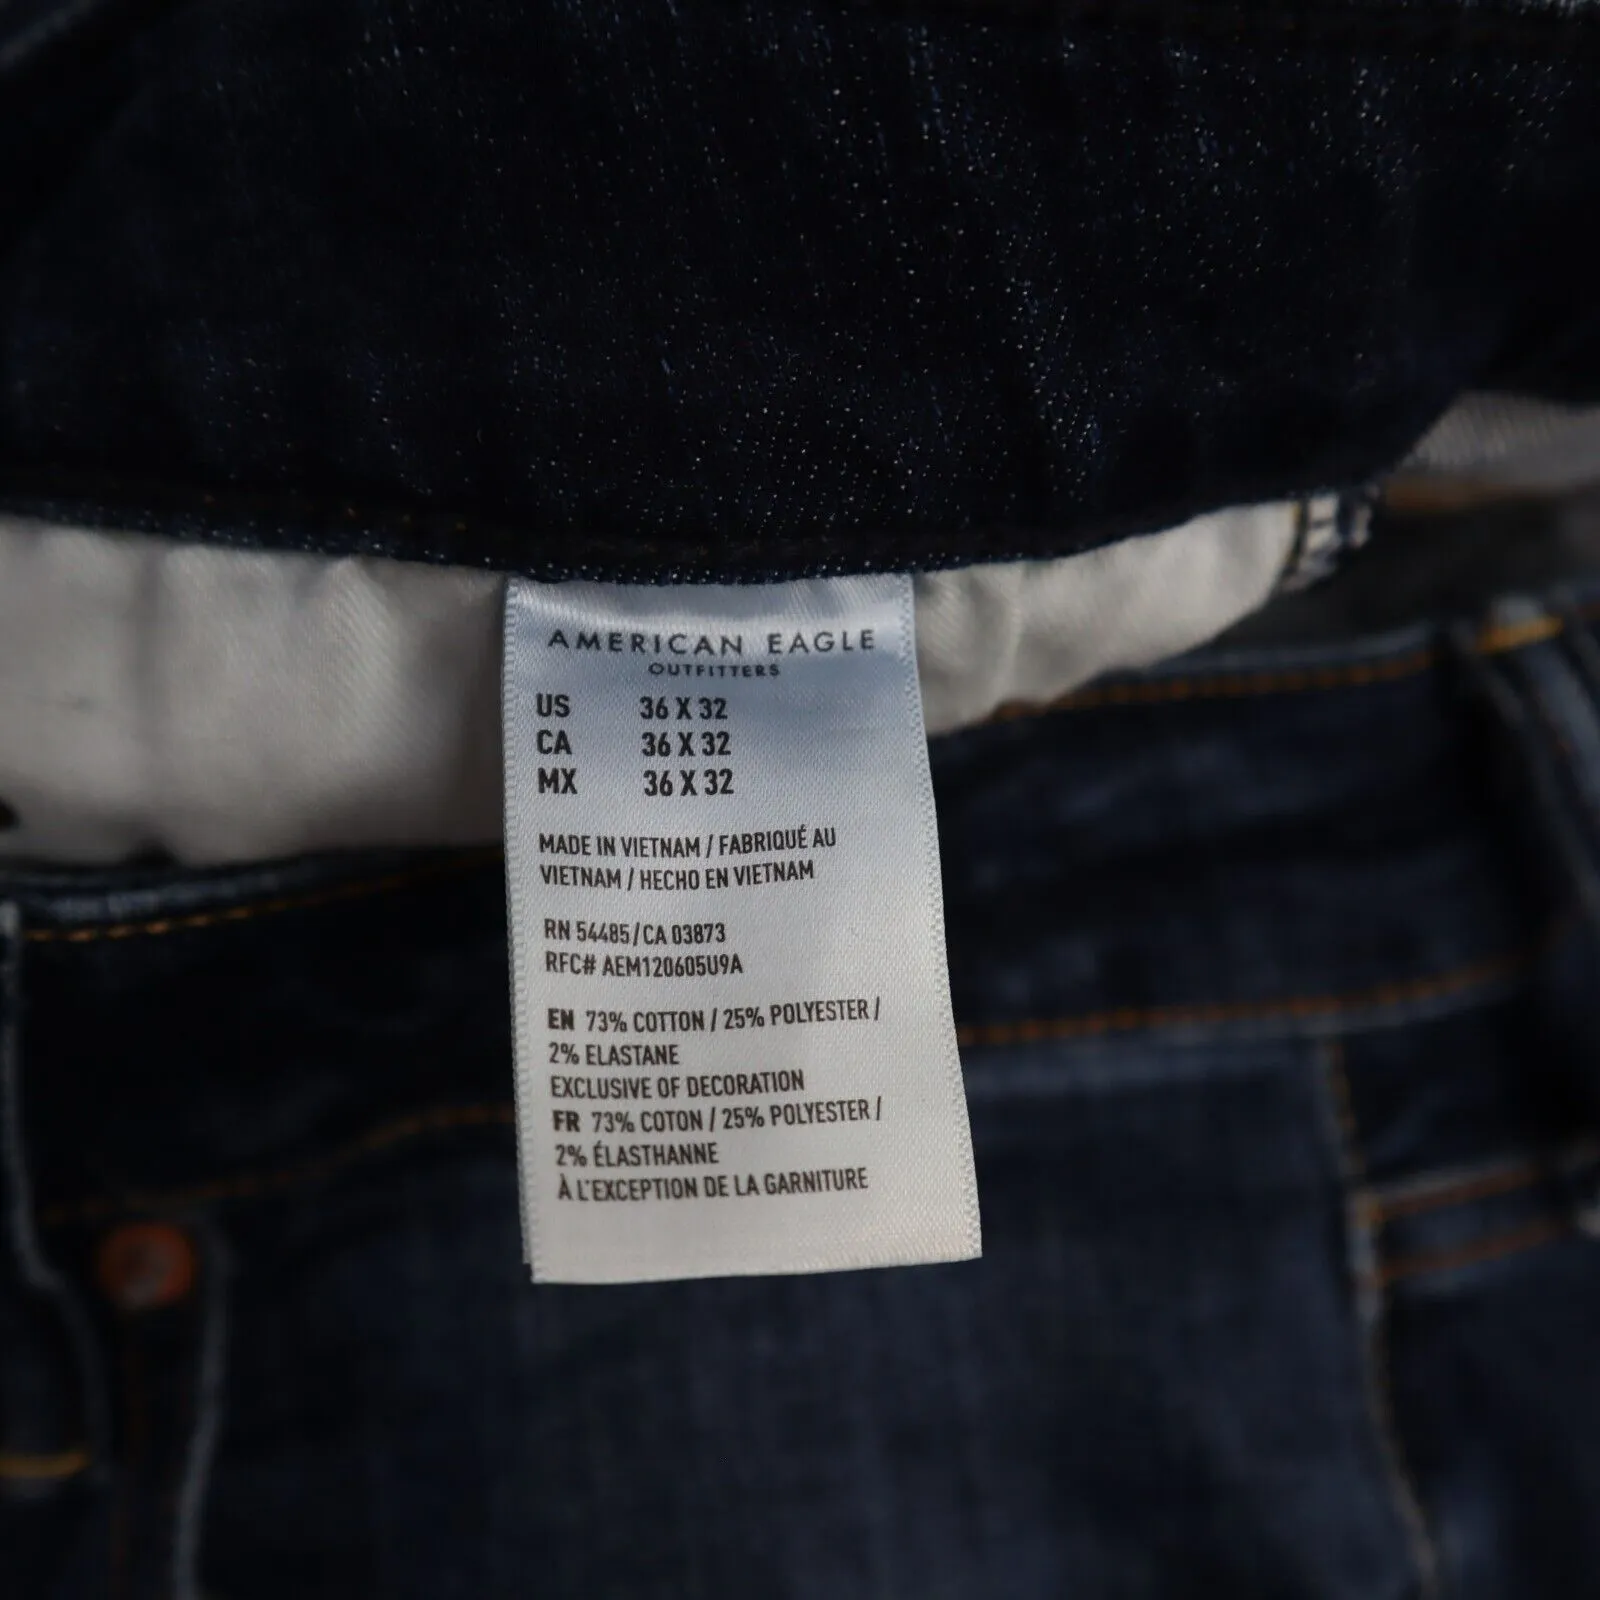 AMERICAN EAGLE
OUTFITTERS
US 36 X 32
CA 36 X 32
MX 36 X 32
MADE IN VIETNAM / FABRIQUÉ AU
VIETNAM / HECHO EN VIETNAM
RN 54485/CA 03873
RFC# AEM120605U9A
EN 73% COTTON / 25% POLYESTER /
2% ELASTANE
EXCLUSIVE OF DECORATION
FR 73% COTON / 25% POLYESTER /
2% ÉLASTHANNE
À L'EXCEPTION DE LA GARNITURE